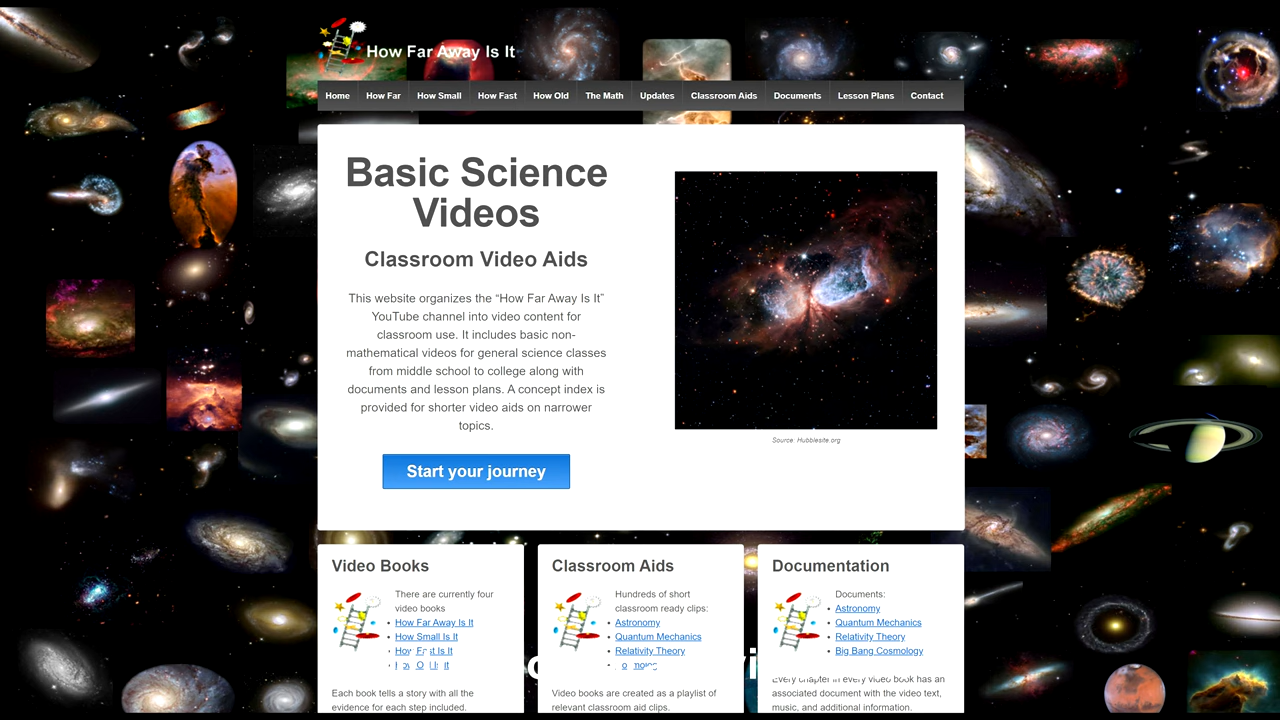 How Far Away Is It
Home How Far How Small How Fast How Old The Math Updates Classroom Aids Documents Lesson Plans Contact
Basic Science
Videos
Classroom Video Aids
This website organizes the “How Far Away Is It”
YouTube channel into video content for
classroom use. It includes basic non-
mathematical videos for general science classes
from middle school to college along with
documents and lesson plans. A concept index is
provided for shorter video aids on narrower
topics.
Start your journey
Source: Hubblesite.org
Video Books
There are currently four
video books
• How Far Away Is It
• How Small Is It
Each book tells a story with all the
evidence for each step included.
Classroom Aids
Hundreds of short
classroom ready clips:
• Astronomy
• Quantum Mechanics
• Relativity Theory
Video books are created as a playlist of
relevant classroom aid clips.
Documentation
Documents:
• Astronomy
• Quantum Mechanics
• Relativity Theory
• Big Bang Cosmology
Every chapter in every video book has an
associated document with the video text,
music, and additional information.